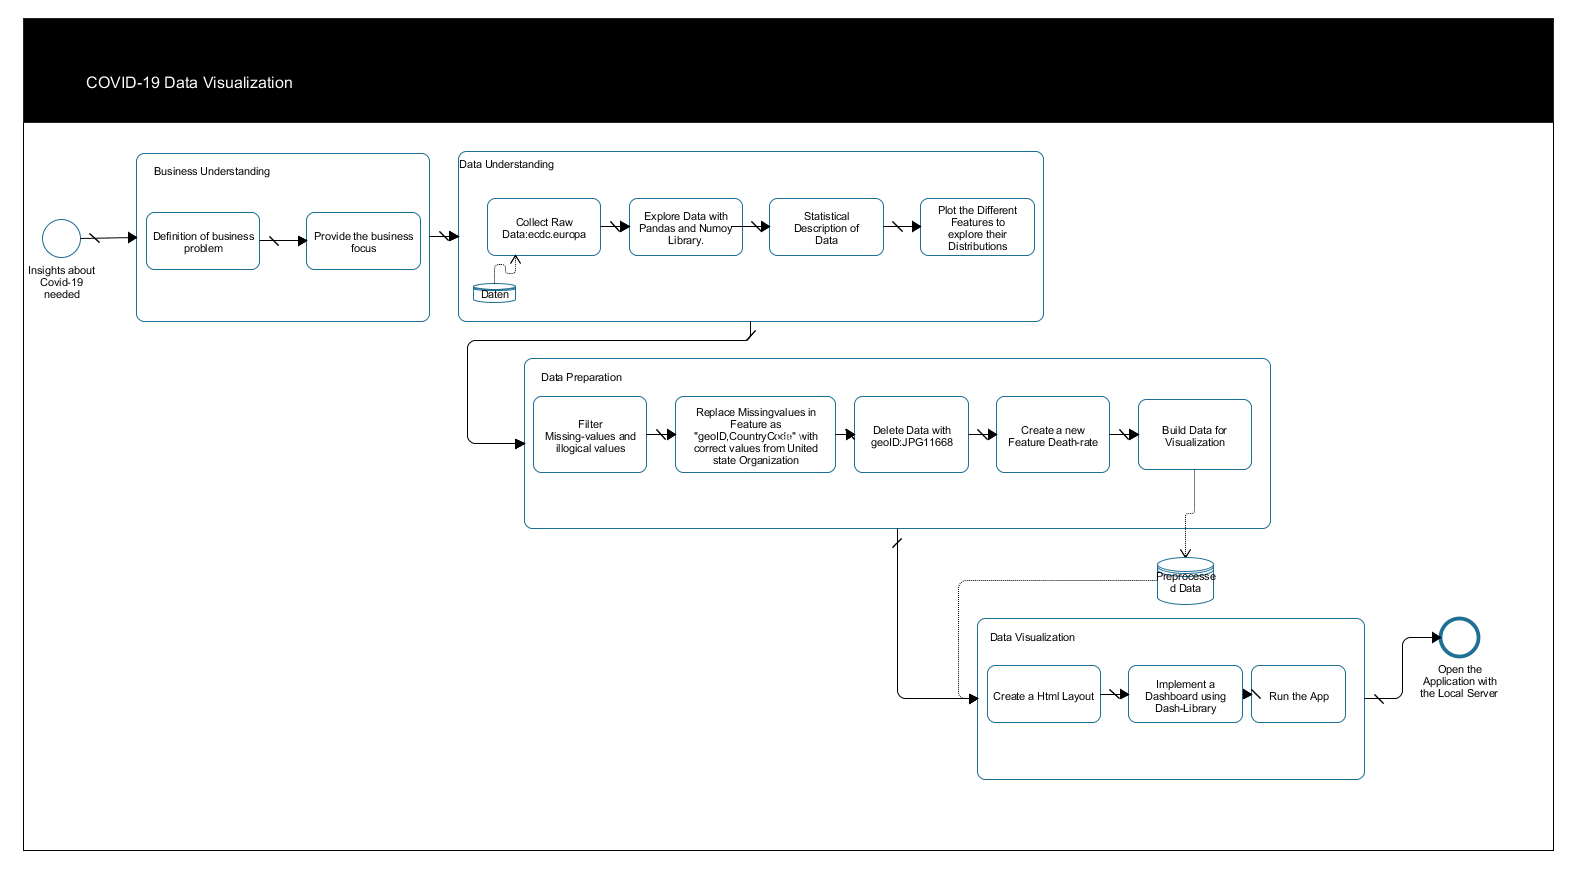 COVID-19 Data Visualization
Business Understanding
Definition of business
problem
Provide the business
focus
Insights about
Covid-19
needed
Data Understanding
Collect Raw
Data:ecdc.europa
Explore Data with
Pandas and Numoy
Library.
Statistical
Description of
Data
Plot the Different
Features to
explore their
Distributions
Daten
Data Preparation
Filter
Missing-values and
illogical values
Replace Missingvalues in
Feature as
"geoID,CountryCode" with
correct values from United
state Organization
Delete Data with
geoID:JPG11668
Create a new
Feature Death-rate
Build Data for
Visualization
Preprocesse
d Data
Data Visualization
Create a Html Layout
Implement a
Dashboard using
Dash-Library
Run the App
Open the
Application with
the Local Server